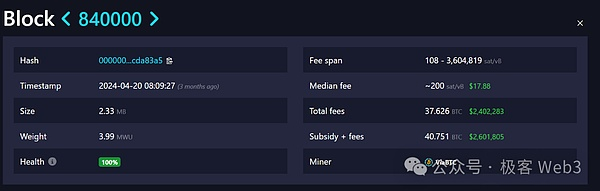 Block < 840000 > ×
Hash 000000...cda83a5
Fee span 108 - 3,604,819 sat/vB
Timestamp 2024-04-20 08:09:27 (3 months ago)
Median fee ~200 sat/vB $17.88
Size 2.33 MB
Total fees 37.626 BTC $2,402,283
Weight 3.99 MWU
Subsidy + fees 40.751 BTC $2,601,805
Health 100%
Miner ViaBTC
公众号 · 极客 Web3